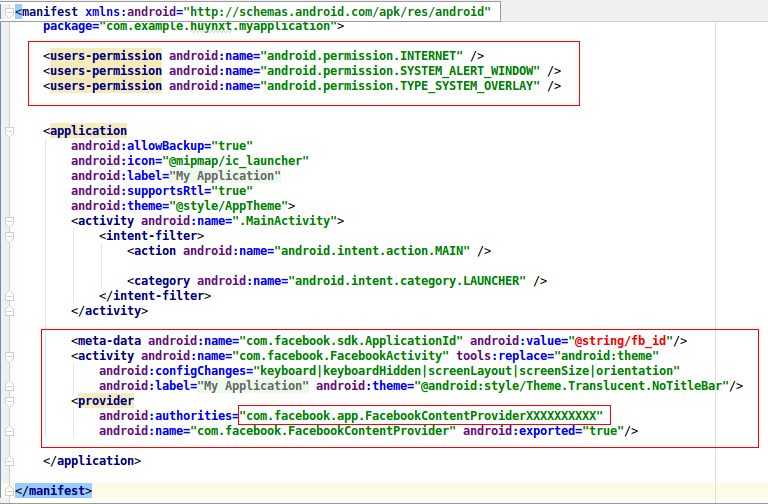 <manifest xmlns:android="http://schemas.android.com/apk/res/android"
package="com.example.huynxt.myapplication">
<users-permission android:name="android.permission.INTERNET" />
<users-permission android:name="android.permission.SYSTEM_ALERT_WINDOW" />
<users-permission android:name="android.permission.TYPE_SYSTEM_OVERLAY" />
<application
android:allowBackup="true"
android:icon="@mipmap/ic_launcher"
android:label="My Application"
android:supportsRtl="true"
android:theme="@style/AppTheme">
<activity android:name=".MainActivity">
<intent-filter>
<action android:name="android.intent.action.MAIN" />
<category android:name="android.intent.category.LAUNCHER" />
</intent-filter>
</activity>
<meta-data android:name="com.facebook.sdk.ApplicationId" android:value="@string/fb_id"/>
<activity android:name="com.facebook.FacebookActivity" tools:replace="android:theme"
android:configChanges="keyboard|keyboardHidden|screenLayout|screenSize|orientation"
android:label="My Application" android:theme="@android:style/Theme.Translucent.NoTitleBar"/>
<provider
android:authorities="com.facebook.app.FacebookContentProviderXXXXXXXXXX"
android:name="com.facebook.FacebookContentProvider" android:exported="true"/>
</application>
</manifest>